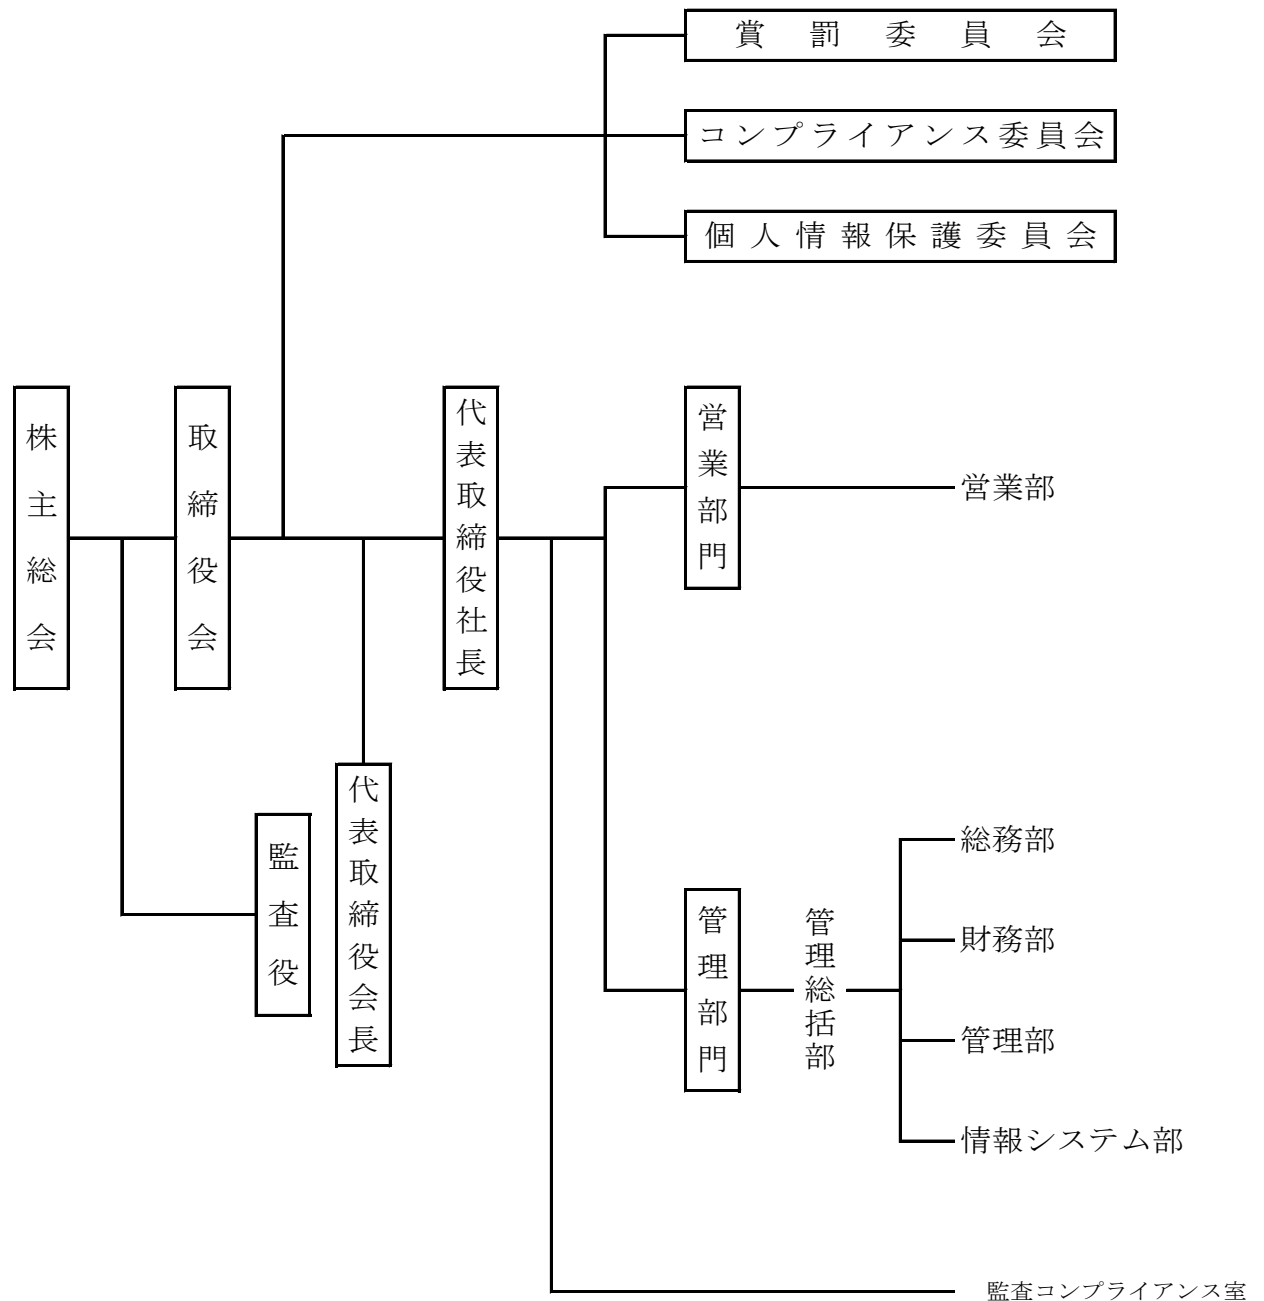 賞罰委員会
コンプライアンス委員会
個人情報保護委員会
株主総会
取締役会
代表取締役社長
営業部門
営業部
代表取締役会長
監査役
管理部門
管理総括部
総務部
財務部
管理部
情報システム部
監査コンプライアンス室